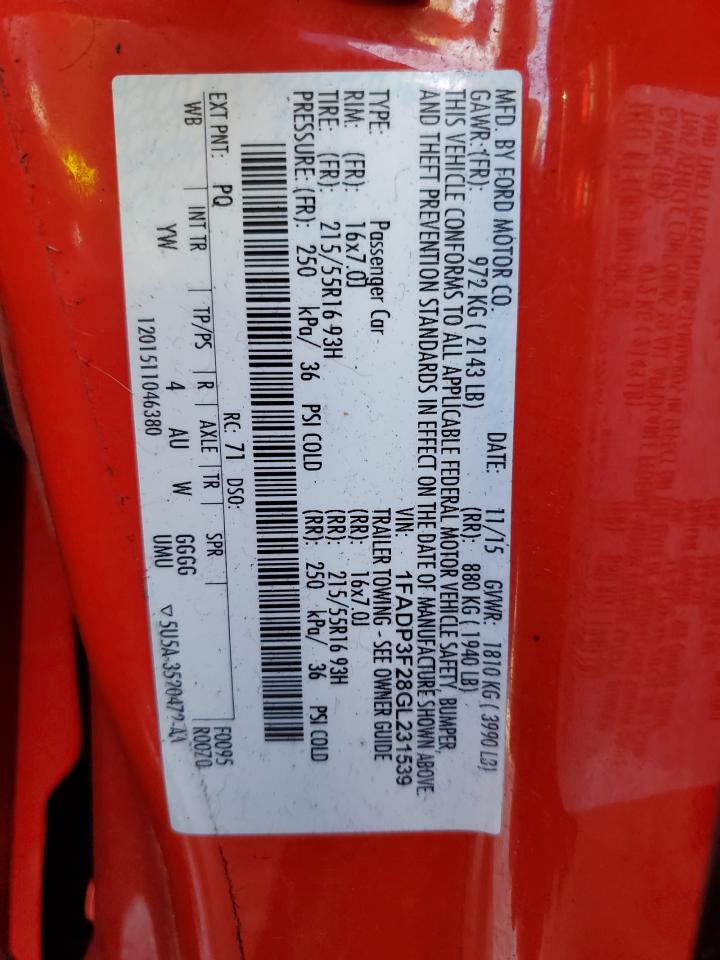 MFD. BY FORD MOTOR CO. DATE: 11/15 GVWR: 1810 KG ( 3990 LB)
GAWR:(FR): 972 KG ( 2143 LB) (RR): 880 KG ( 1940 LB)
THIS VEHICLE CONFORMS TO ALL APPLICABLE FEDERAL MOTOR VEHICLE SAFETY, BUMPER,
AND THEFT PREVENTION STANDARDS IN EFFECT ON THE DATE OF MANUFACTURE SHOWN ABOVE.
VIN: 1FADP3F28GL231539
TYPE: Passenger Car TRAILER TOWING - SEE OWNER GUIDE
RIM: (FR): 16x7.0J (RR): 16x7.0J
TIRE: (FR): 215/55R16 93H (RR): 215/55R16 93H
PRESSURE: (FR): 250 kPa/ 36 PSI COLD (RR): 250 kPa/ 36 PSI COLD
RC: 71 DSO: F0095
EXT PNT: PQ R0070
WB INT TR TP/PS R AXLE TR SPR
YW 4 AU W GGGG
UMU
1201511046380 ▽5U5A-3520472-AA